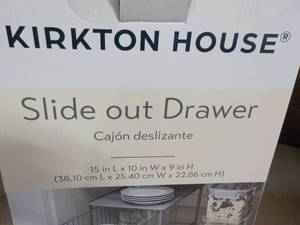 KIRKTON HOUSE®
Slide out Drawer
Cajón deslizante
15 in L x 10 in W x 9 in H
(38.10 cm L x 25.40 cm W x 22.86 cm H)